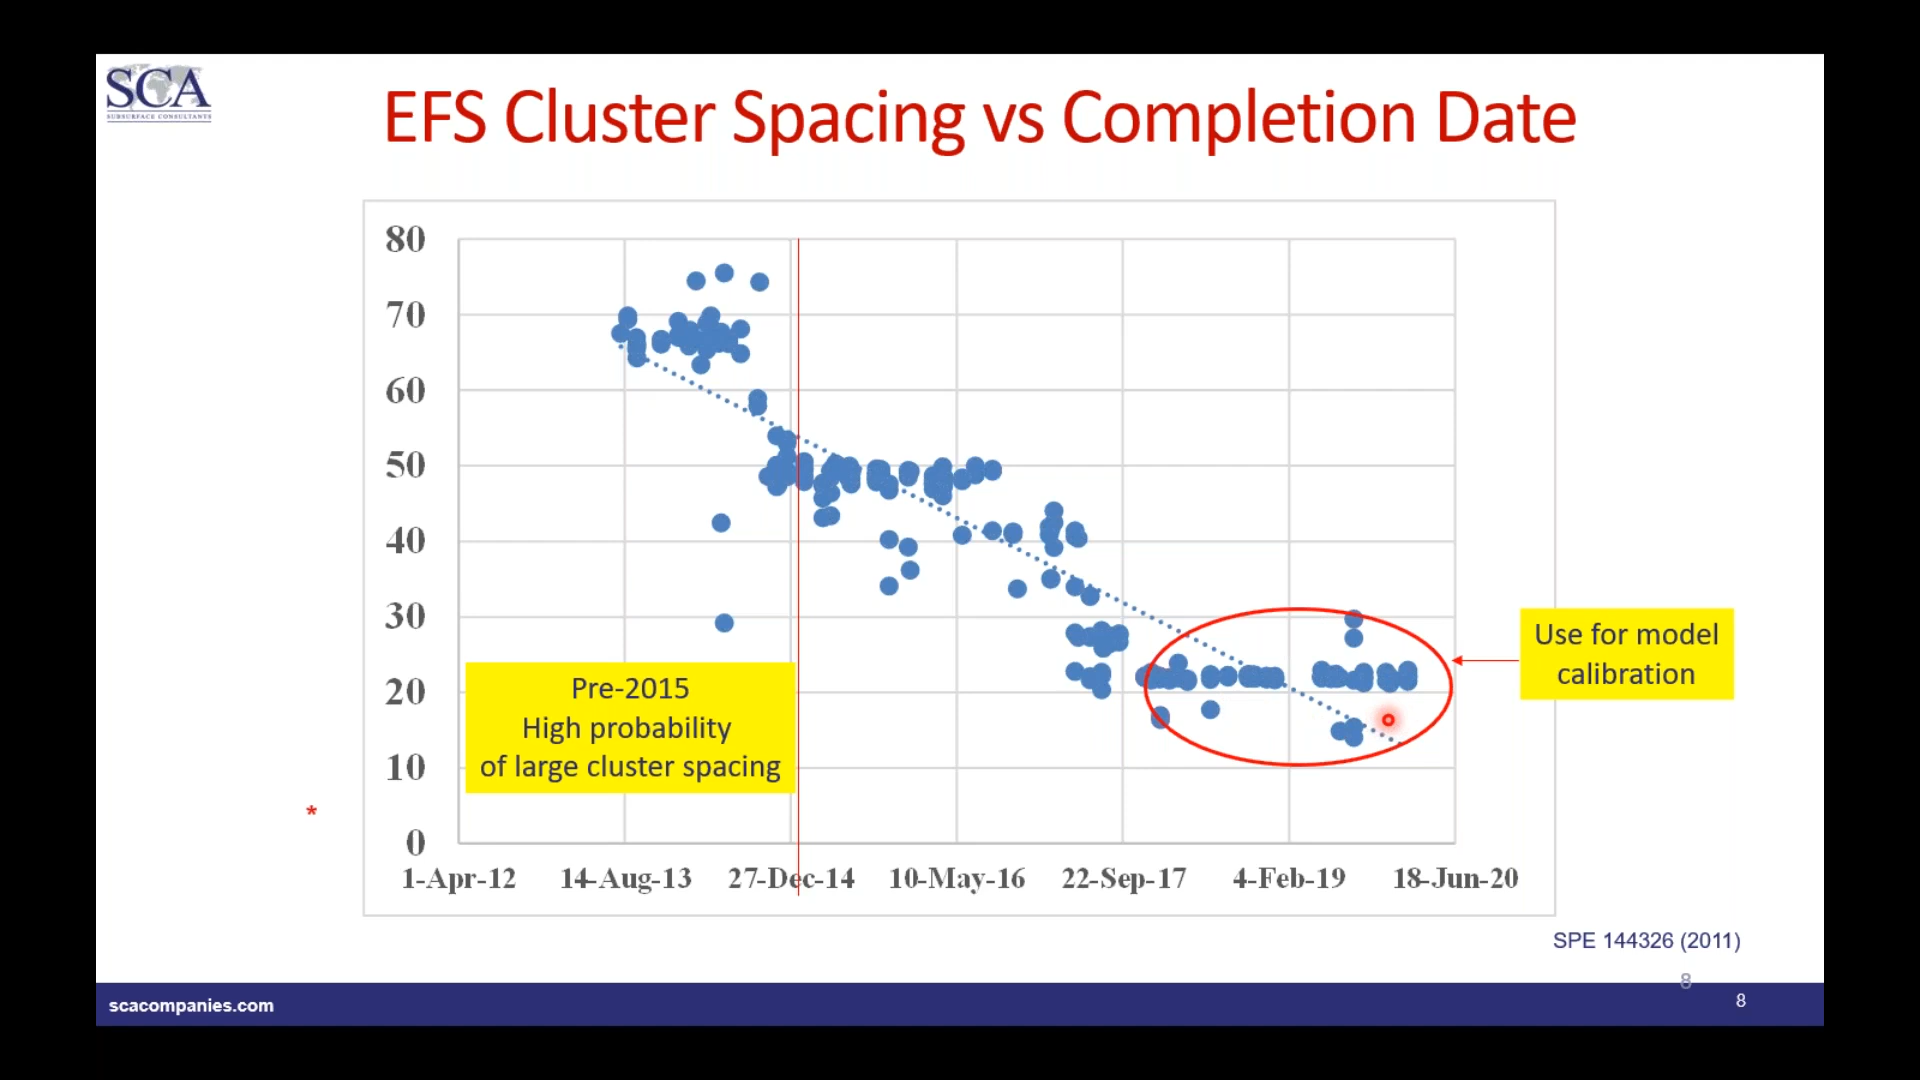 SCA
SUBSURFACE CONSULTANTS
EFS Cluster Spacing vs Completion Date
80
70
60
50
40
30
20
10
0
1-Apr-12 14-Aug-13 27-Dec-14 10-May-16 22-Sep-17 4-Feb-19 18-Jun-20
Pre-2015
High probability
of large cluster spacing
Use for model
calibration
*
SPE 144326 (2011)
8
scacompanies.com
8